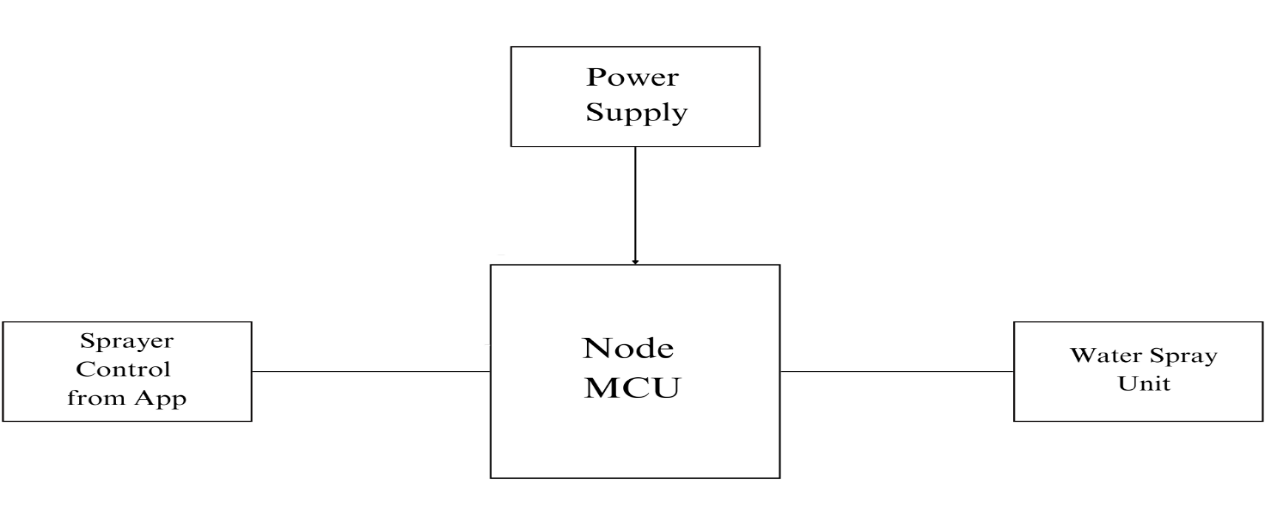 Power
Supply
Sprayer
Control
from App
Node
MCU
Water Spray
Unit